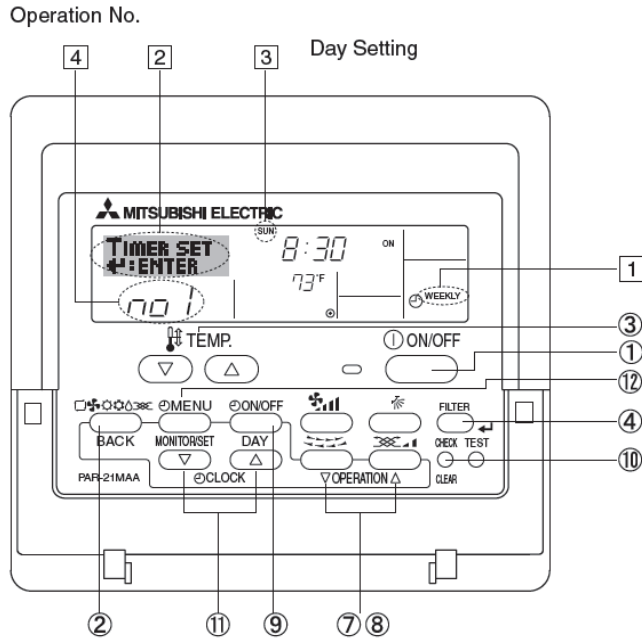 Operation No.
Day Setting
4 2 3
MITSUBISHI ELECTRIC
SUN
TIMER SET
↵:ENTER
8:30 ON
73°F
WEEKLY
1
no 1
TEMP. ON/OFF
③
①
⑫
MENU ON/OFF FILTER
④
BACK MONITOR/SET DAY CHECK TEST
⑩
PAR-21MAA CLOCK ▽OPERATION△ CLEAR
② ⑪ ⑨ ⑦ ⑧